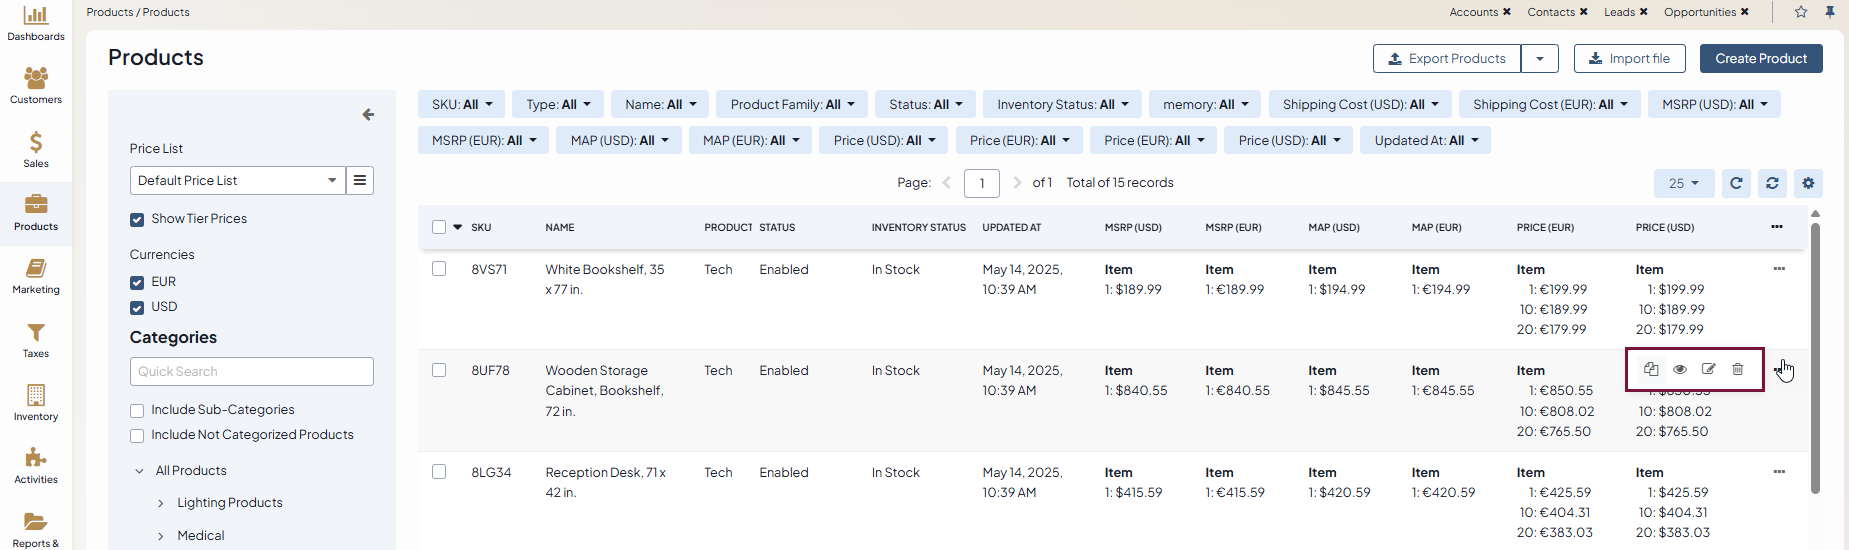 Products / Products
Accounts ✖ Contacts ✖ Leads ✖ Opportunities ✖
Dashboards
Customers
Sales
Products
Marketing
Taxes
Inventory
Activities
Reports &
Products
Export Products
Import file
Create Product
Price List
Default Price List
Show Tier Prices
Currencies
EUR
USD
Categories
Quick Search
Include Sub-Categories
Include Not Categorized Products
All Products
Lighting Products
Medical
SKU: All Type: All Name: All Product Family: All Status: All Inventory Status: All memory: All Shipping Cost (USD): All Shipping Cost (EUR): All MSRP (USD): All
MSRP (EUR): All MAP (USD): All MAP (EUR): All Price (USD): All Price (EUR): All Price (EUR): All Price (USD): All Updated At: All
Page: 1 of 1 Total of 15 records 25
SKU NAME PRODUCT STATUS INVENTORY STATUS UPDATED AT MSRP (USD) MSRP (EUR) MAP (USD) MAP (EUR) PRICE (EUR) PRICE (USD) ...
8VS71 White Bookshelf, 35 Tech Enabled In Stock May 14, 2025, Item Item Item Item Item Item ...
x 77 in. 10:39 AM 1: $189.99 1: €189.99 1: $194.99 1: €194.99 1: €199.99 1: $199.99
10: €189.99 10: $189.99
20: €179.99 20: $179.99
8UF78 Wooden Storage Tech Enabled In Stock May 14, 2025, Item Item Item Item Item
Cabinet, Bookshelf, 10:39 AM 1: $840.55 1: €840.55 1: $845.55 1: €845.55 1: €850.55
72 in. 10: €808.02 10: $808.02
20: €765.50 20: $765.50
8LG34 Reception Desk, 71 x Tech Enabled In Stock May 14, 2025, Item Item Item Item Item Item ...
42 in. 10:39 AM 1: $415.59 1: €415.59 1: $420.59 1: €420.59 1: €425.59 1: $425.59
10: €404.31 10: $404.31
20: €383.03 20: $383.03